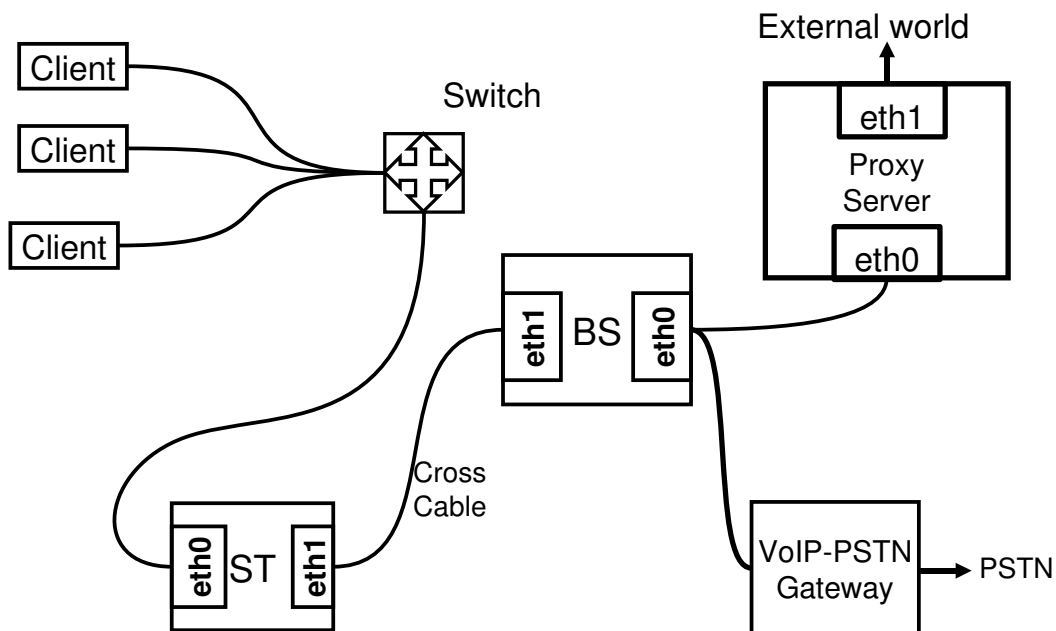 External world
Client
Switch
eth1
Client
Proxy
Server
Client
eth0
eth1
BS
eth0
Cross
Cable
eth0
ST
eth1
VoIP-PSTN
Gateway
PSTN